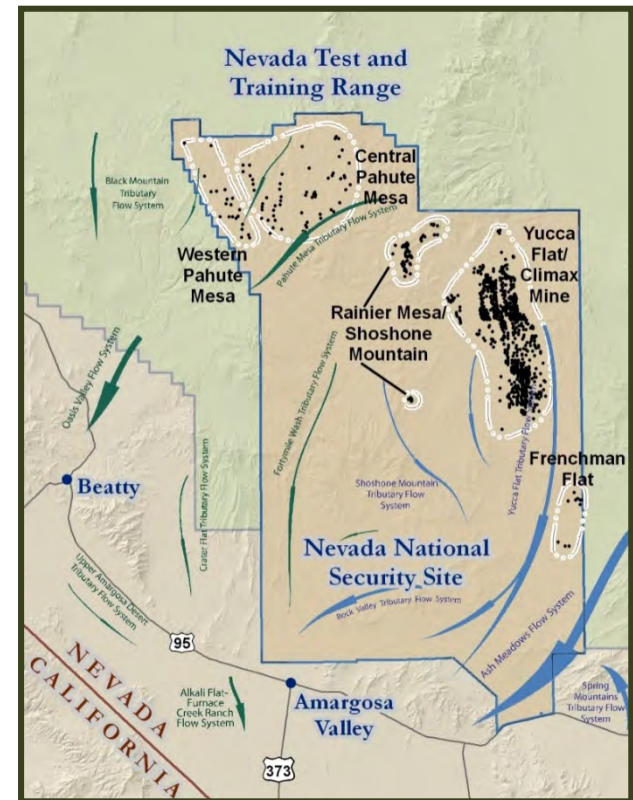 Nevada Test and
Training Range
Black Mountain
Tributary
Flow System
Central
Pahute
Mesa
Western
Pahute
Mesa
Pahute Mesa Tributary Flow System
Yucca
Flat/
Climax
Mine
Rainier Mesa/
Shoshone
Mountain
Oasis Valley Flow System
Fortymile Wash Tributary Flow System
Yucca Flat Tributary Flow System
Frenchman
Flat
Beatty
Crater Flat Tributary Flow System
Shoshone Mountain
Tributary Flow
System
Nevada National
Security Site
Rock Valley Tributary Flow System
Upper Amargosa Desert
Tributary Flow System
95
Ash Meadows Flow System
NEVADA
CALIFORNIA
Alkali Flat-
Furnace
Creek Ranch
Flow System
Amargosa
Valley
Spring
Mountains
Tributary Flow
System
373